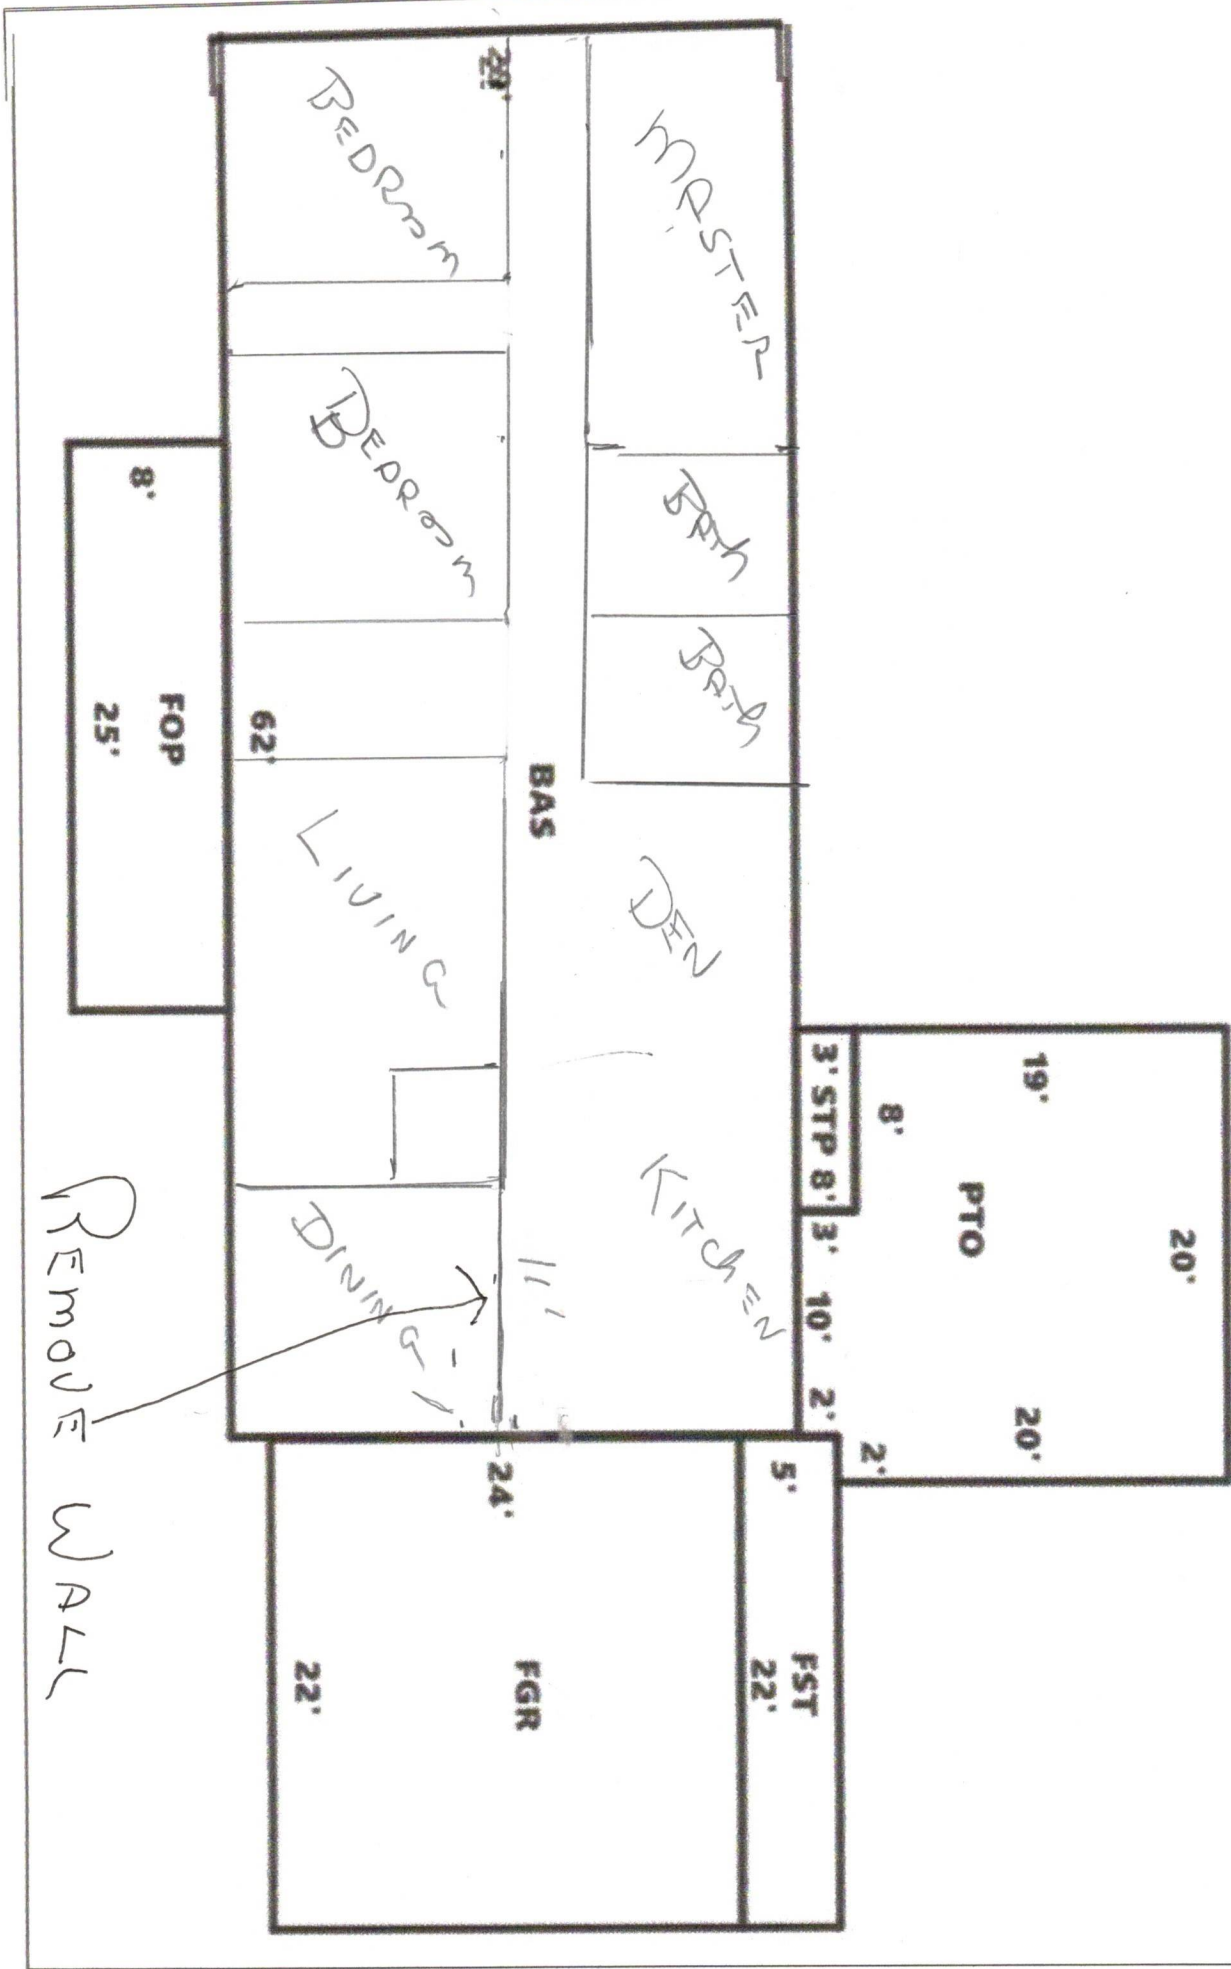 20'
19'
PTO
20'
8'
2'
3' STP 8' 3' 10' 2'
MASTER
BATH
BATH
DEN
KITCHEN
5'
FST
22'
BAS
11'
24'
FGR
22'
BEDROOM
BEDROOM
LIVING
DINING
62'
8'
FOP
25'
REMOVE WALL